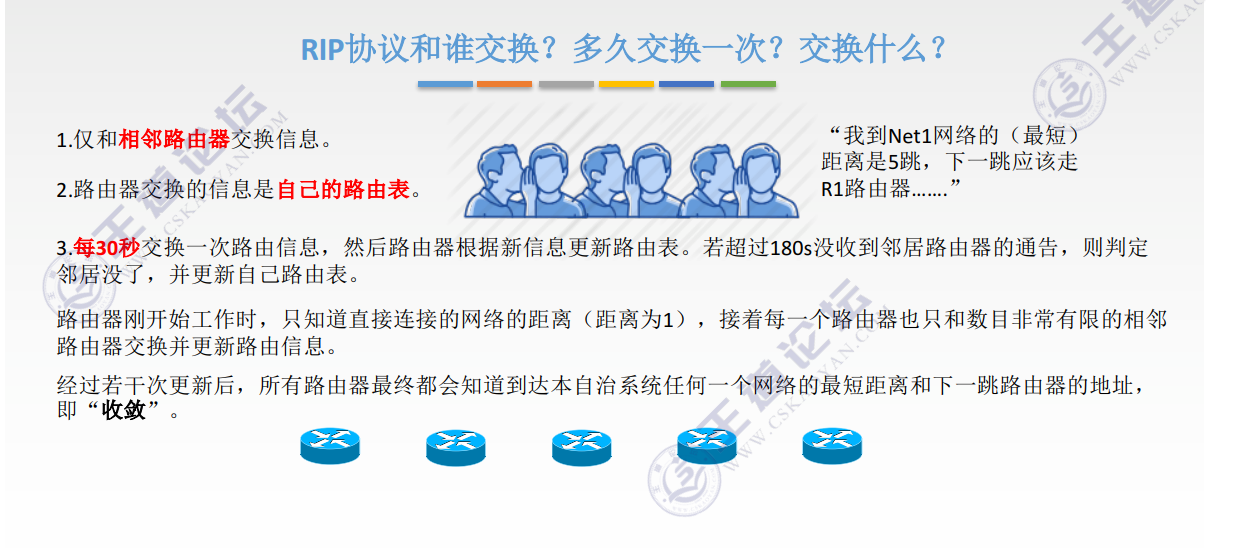 RIP协议和谁交换？多久交换一次？交换什么？
1.仅和相邻路由器交换信息。
2.路由器交换的信息是自己的路由表。
“我到Net1网络的（最短）
距离是5跳，下一跳应该走
R1路由器…….”
3.每30秒交换一次路由信息，然后路由器根据新信息更新路由表。若超过180s没收到邻居路由器的通告，则判定
邻居没了，并更新自己路由表。
路由器刚开始工作时，只知道直接连接的网络的距离（距离为1），接着每一个路由器也只和数目非常有限的相邻
路由器交换并更新路由信息。
经过若干次更新后，所有路由器最终都会知道到达本自治系统任何一个网络的最短距离和下一跳路由器的地址，
即“收敛”。
王道论坛
WWW.CSKAOYAN.COM
王道论坛
WWW.CSKAOYAN.COM